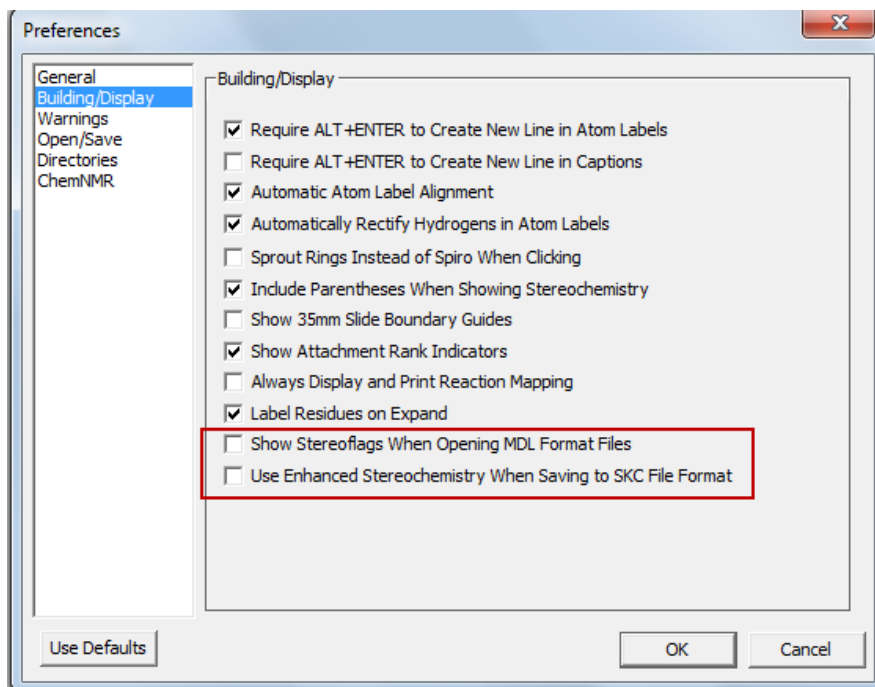 Preferences
General
Building/Display
Warnings
Open/Save
Directories
ChemNMR
Building/Display
Require ALT+ENTER to Create New Line in Atom Labels
Require ALT+ENTER to Create New Line in Captions
Automatic Atom Label Alignment
Automatically Rectify Hydrogens in Atom Labels
Sprout Rings Instead of Spiro When Clicking
Include Parentheses When Showing Stereochemistry
Show 35mm Slide Boundary Guides
Show Attachment Rank Indicators
Always Display and Print Reaction Mapping
Label Residues on Expand
Show Stereoflags When Opening MDL Format Files
Use Enhanced Stereochemistry When Saving to SKC File Format
Use Defaults
OK
Cancel